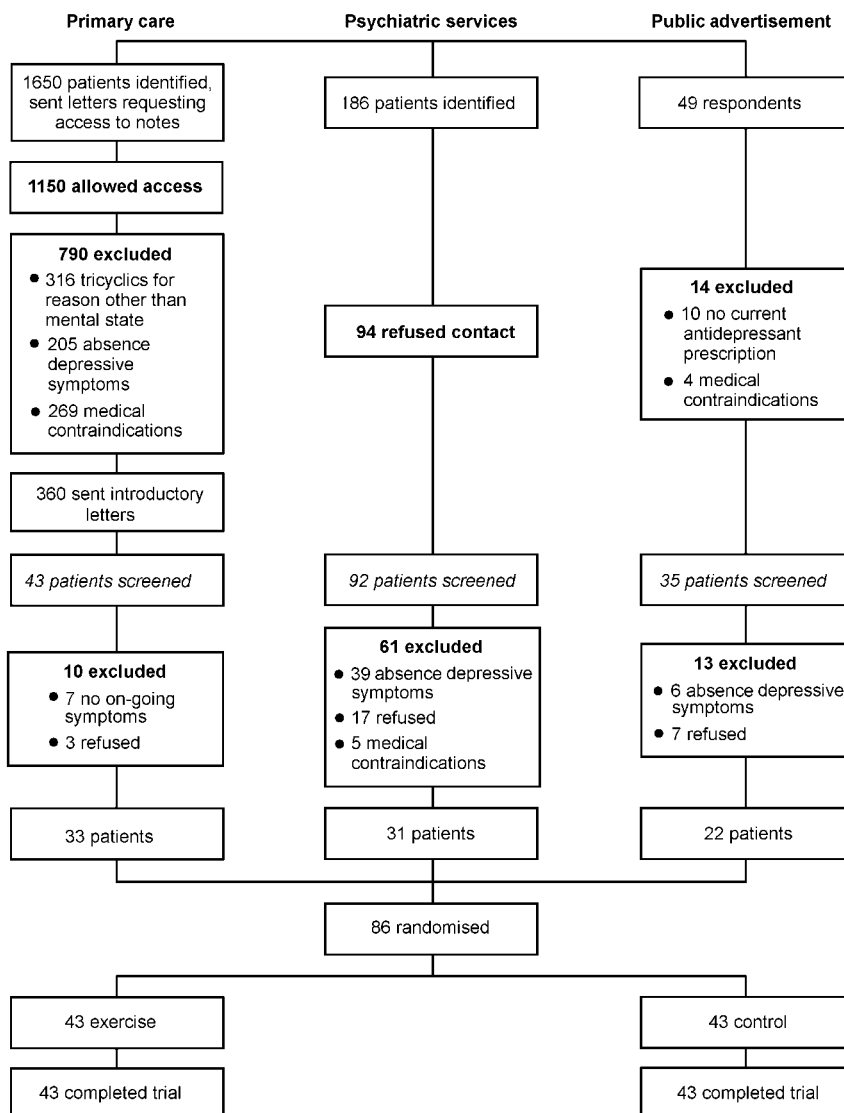 Primary care
Psychiatric services
Public advertisement
1650 patients identified,
sent letters requesting
access to notes
186 patients identified
49 respondents
1150 allowed access
790 excluded
● 316 tricyclics for
reason other than
mental state
● 205 absence
depressive
symptoms
● 269 medical
contraindications
94 refused contact
14 excluded
● 10 no current
antidepressant
prescription
● 4 medical
contraindications
360 sent introductory
letters
43 patients screened
92 patients screened
35 patients screened
10 excluded
● 7 no on-going
symptoms
● 3 refused
61 excluded
● 39 absence depressive
symptoms
● 17 refused
● 5 medical
contraindications
13 excluded
● 6 absence depressive
symptoms
● 7 refused
33 patients
31 patients
22 patients
86 randomised
43 exercise
43 control
43 completed trial
43 completed trial